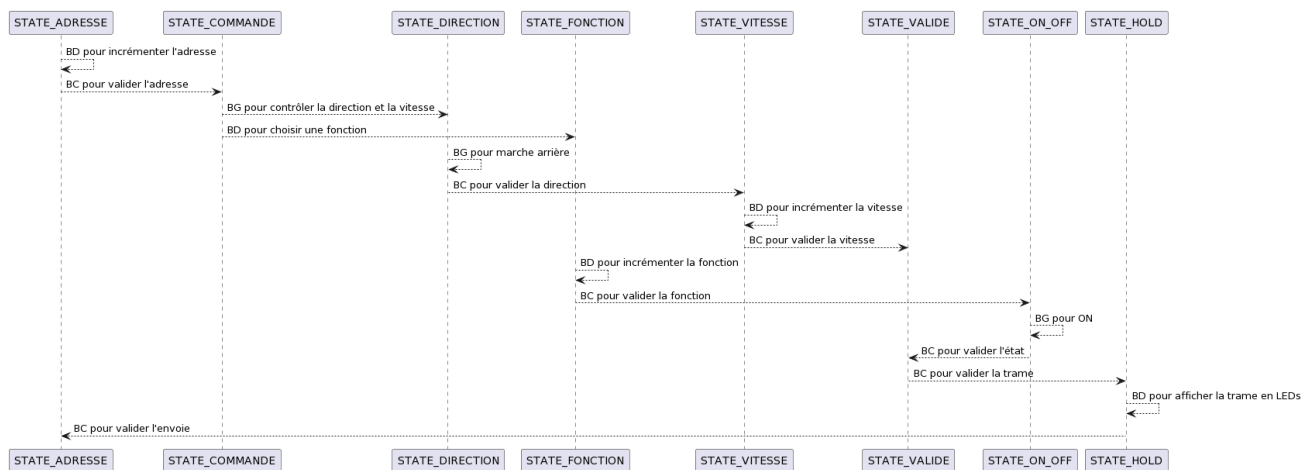 STATE_ADRESSE STATE_COMMANDE STATE_DIRECTION STATE_FONCTION STATE_VITESSE STATE_VALIDE STATE_ON_OFF STATE_HOLD
BD pour incrémenter l'adresse
BC pour valider l'adresse
BG pour contrôler la direction et la vitesse
BD pour choisir une fonction
BG pour marche arrière
BC pour valider la direction
BD pour incrémenter la vitesse
BC pour valider la vitesse
BD pour incrémenter la fonction
BC pour valider la fonction
BG pour ON
BC pour valider l'état
BC pour valider la trame
BD pour afficher la trame en LEDs
BC pour valider l'envoie
STATE_ADRESSE STATE_COMMANDE STATE_DIRECTION STATE_FONCTION STATE_VITESSE STATE_VALIDE STATE_ON_OFF STATE_HOLD